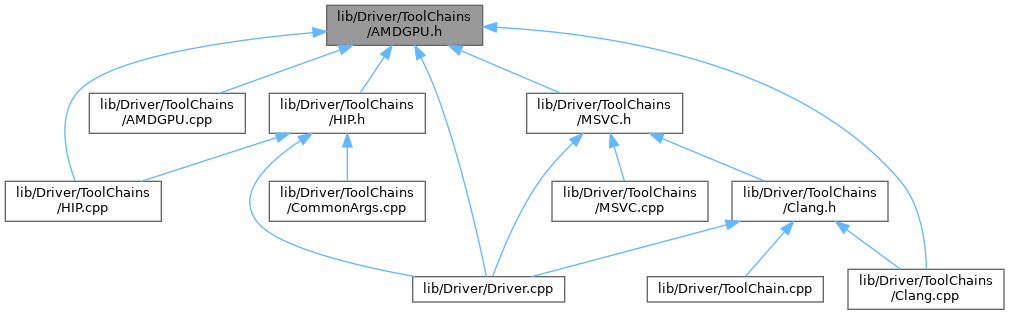 lib/Driver/ToolChains
/AMDGPU.h
lib/Driver/ToolChains
/AMDGPU.cpp
lib/Driver/ToolChains
/HIP.h
lib/Driver/ToolChains
/MSVC.h
lib/Driver/ToolChains
/HIP.cpp
lib/Driver/ToolChains
/CommonArgs.cpp
lib/Driver/ToolChains
/MSVC.cpp
lib/Driver/ToolChains
/Clang.h
lib/Driver/Driver.cpp
lib/Driver/ToolChain.cpp
lib/Driver/ToolChains
/Clang.cpp